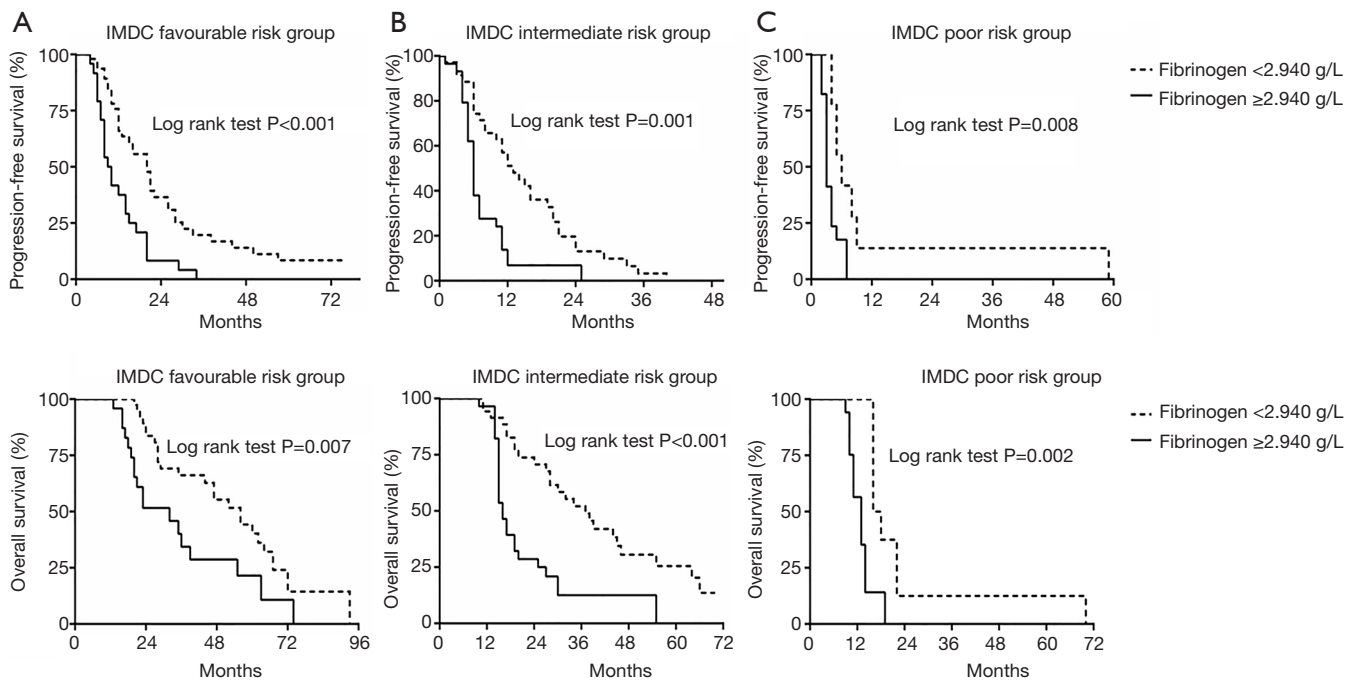 A
IMDC favourable risk group
Progression-free survival (%)
100
75
50
25
0
Log rank test P<0.001
0
24
48
72
Months
B
IMDC intermediate risk group
Progression-free survival (%)
100
80
60
40
20
0
Log rank test P=0.001
0
12
24
36
48
Months
C
IMDC poor risk group
Progression-free survival (%)
100
75
50
25
0
Log rank test P=0.008
0
12
24
36
48
60
Months
Fibrinogen <2.940 g/L
Fibrinogen ≥2.940 g/L
IMDC favourable risk group
Overall survival (%)
100
75
50
25
0
Log rank test P=0.007
0
24
48
72
96
Months
IMDC intermediate risk group
Overall survival (%)
100
75
50
25
0
Log rank test P<0.001
0
12
24
36
48
60
72
Months
IMDC poor risk group
Overall survival (%)
100
75
50
25
0
Log rank test P=0.002
0
12
24
36
48
60
72
Months
Fibrinogen <2.940 g/L
Fibrinogen ≥2.940 g/L